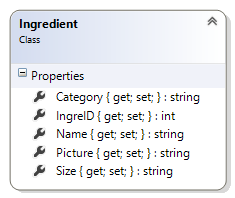 Ingredient
Class
Properties
Category { get; set; } : string
IngreID { get; set; } : int
Name { get; set; } : string
Picture { get; set; } : string
Size { get; set; } : string